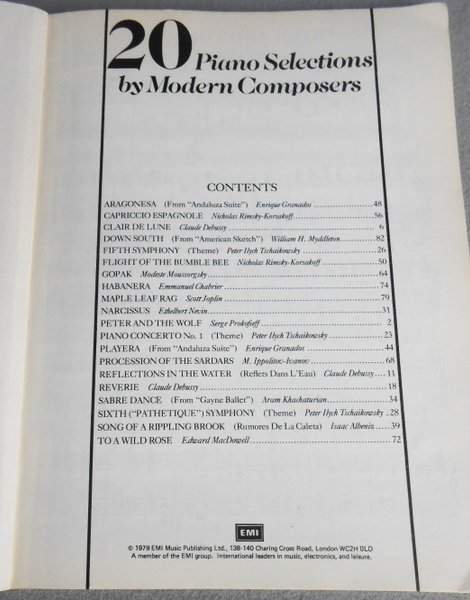 20 Piano Selections
by Modern Composers
CONTENTS
ARAGONESA (From "Andaluza Suite") Enrique Granados 48
CAPRICCIO ESPAGNOLE Nicholas Rimsky-Korsakoff 56
CLAIR DE LUNE Claude Debussy 6
DOWN SOUTH (From "American Sketch") William H. Myddleton 82
FIFTH SYMPHONY (Theme) Peter Ilych Tschaikowsky 26
FLIGHT OF THE BUMBLE BEE Nicholas Rimsky-Korsakoff 50
GOPAK Modeste Moussorgsky 64
HABANERA Emmanuel Chabrier 74
MAPLE LEAF RAG Scott Joplin 79
NARCISSUS Ethelbert Nevin 31
PETER AND THE WOLF Serge Prokofieff 2
PIANO CONCERTO No. 1 (Theme) Peter Ilych Tschaikowsky 23
PLAYERA (From "Andaluza Suite") Enrique Granados 44
PROCESSION OF THE SARDARS M. Ippolitov-Ivanov 68
REFLECTIONS IN THE WATER (Reflets Dans L'Eau) Claude Debussy 11
REVERIE Claude Debussy 18
SABRE DANCE (From "Gayne Ballet") Aram Khachaturian 34
SIXTH ("PATHETIQUE") SYMPHONY (Theme) Peter Ilych Tschaikowsky 28
SONG OF A RIPPLING BROOK (Rumores De La Caleta) Isaac Albeniz 39
TO A WILD ROSE Edward MacDowell 72
EMI
© 1979 EMI Music Publishing Ltd., 138-140 Charing Cross Road, London WC2H 0LD
A member of the EMI group. International leaders in music, electronics, and leisure.